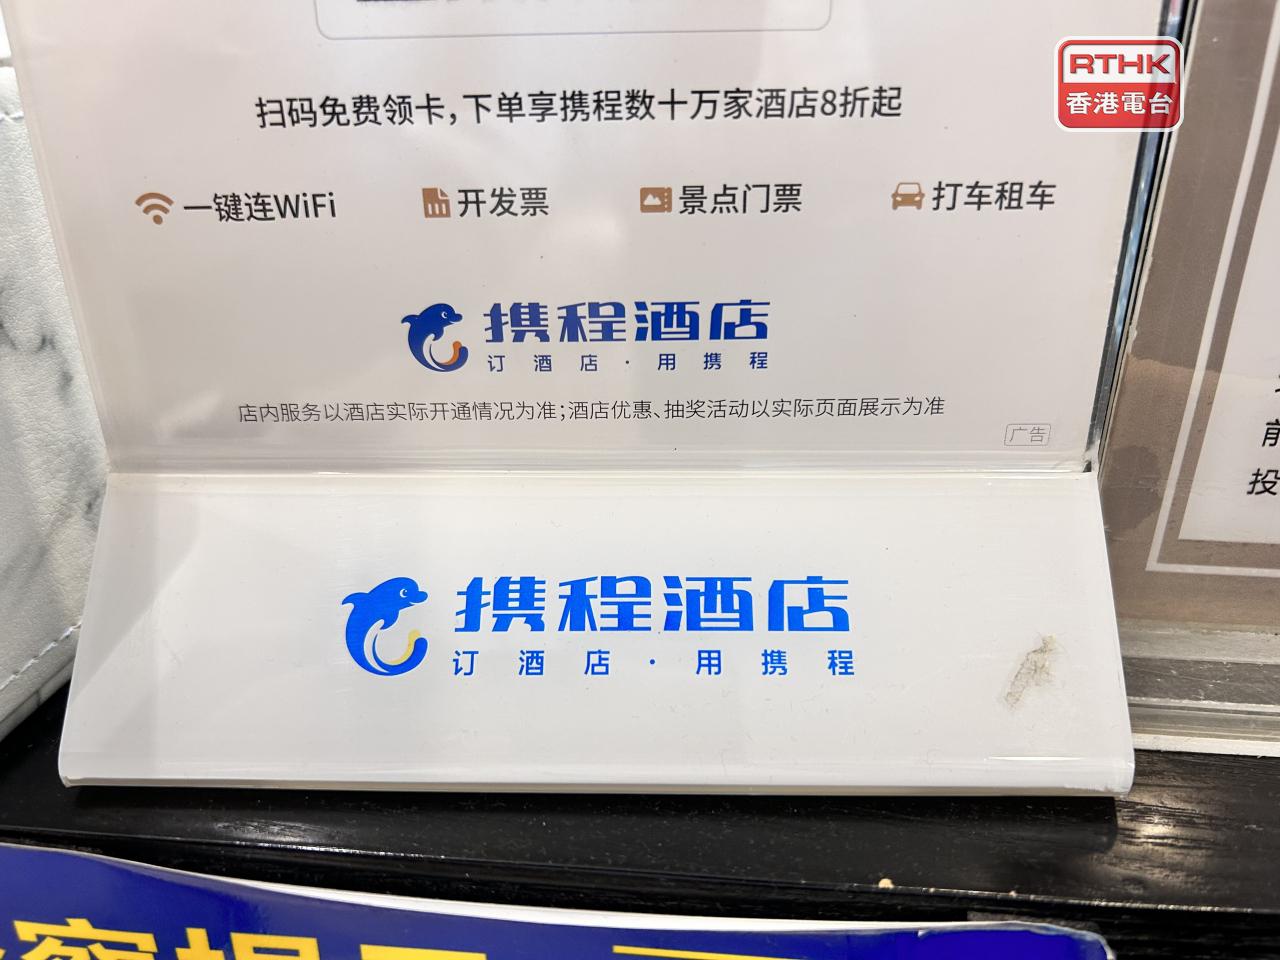 RTHK
香港電台
扫码免费领卡,下单享携程数十万家酒店8折起
一键连WiFi
开发票
景点门票
打车租车
携程酒店
订酒店·用携程
店内服务以酒店实际开通情况为准;酒店优惠、抽奖活动以实际页面展示为准
广告
携程酒店
订酒店·用携程
前
投